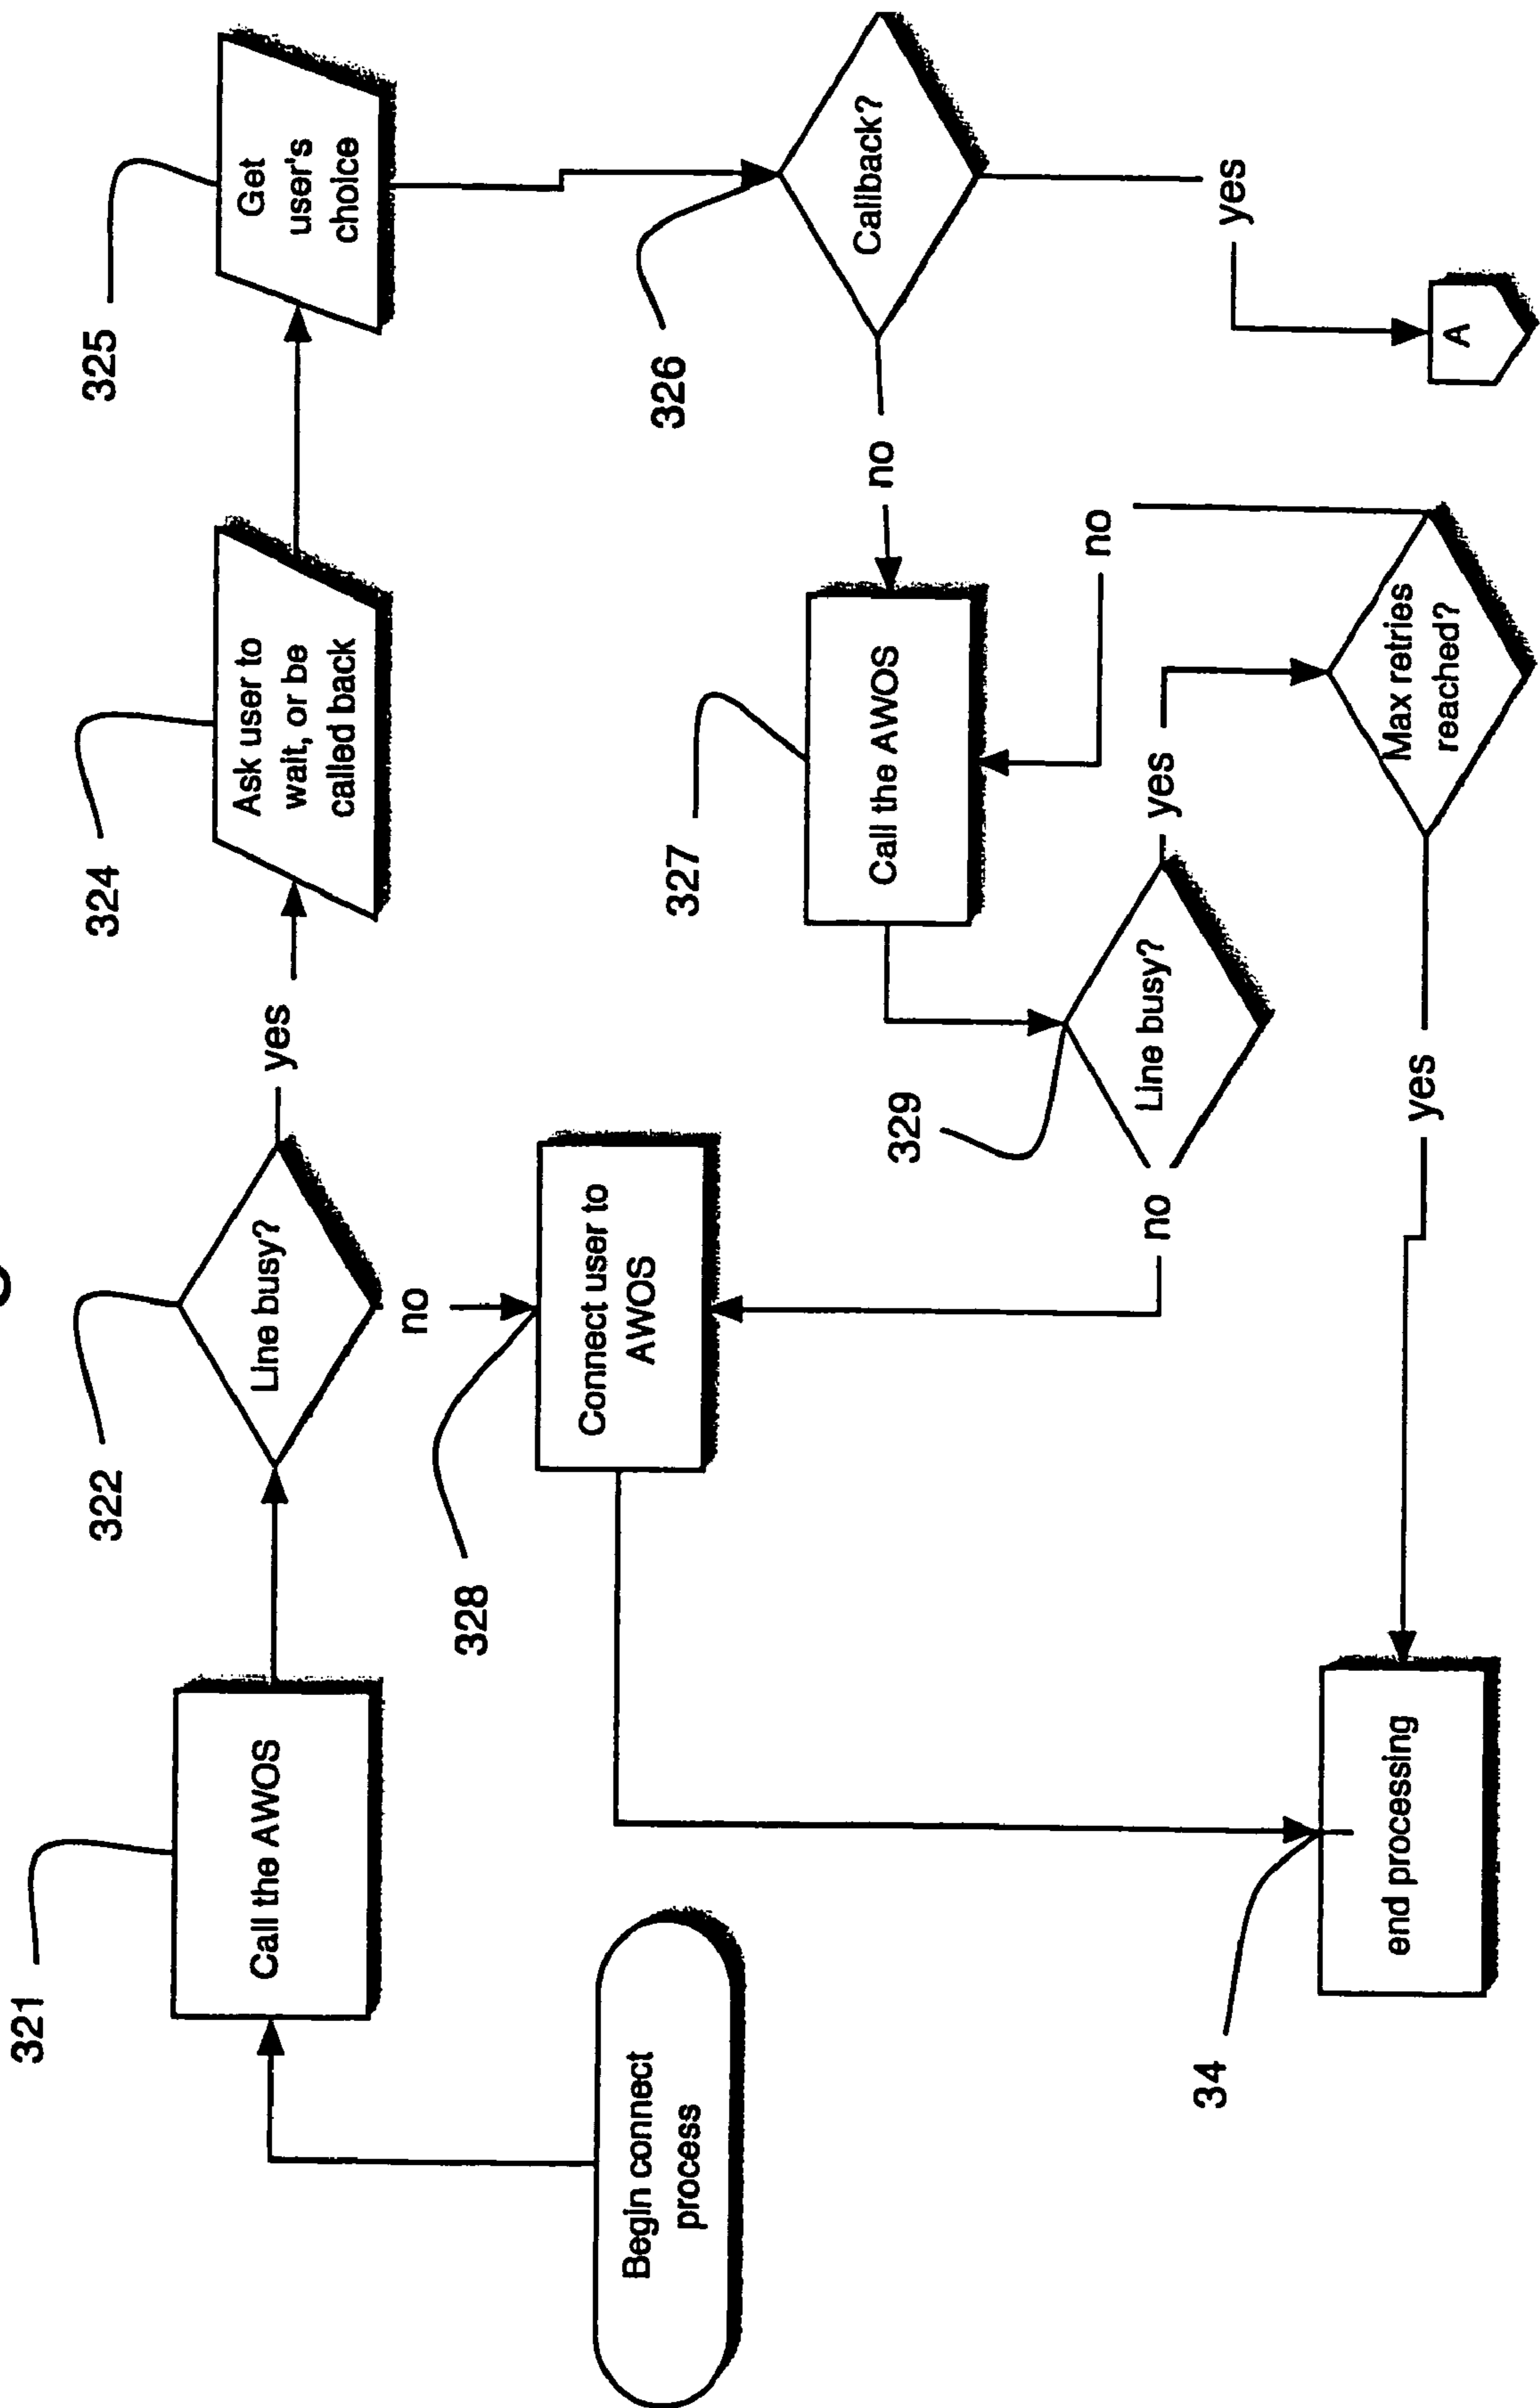 321
Call the AWOS
322
Line busy?
yes
no
324
Ask user to
wait, or be
called back
325
Get
user's
choice
Begin connect
process
328
Connect user to
AWOS
327
Call the AWOS
326
Callback?
no
yes
A
329
Line busy?
no
yes
no
Max retries
reached?
yes
34
end processing